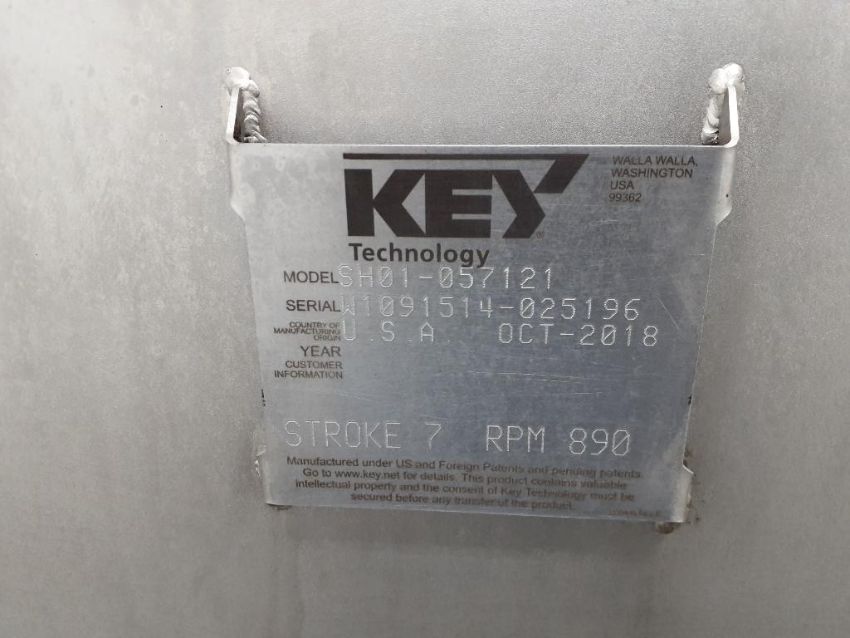 KEY
Technology
WALLA WALLA,
WASHINGTON
USA
99362
MODEL SH01-057121
SERIAL W1091514-025196
COUNTRY OF
MANUFACTURING
ORIGIN
U.S.A. OCT-2018
YEAR
CUSTOMER
INFORMATION
STROKE 7 RPM 890
Manufactured under US and Foreign Patents and pending patents.
Go to www.key.net for details. This product contains valuable
intellectual property and the consent of Key Technology must be
secured before any transfer of the product.